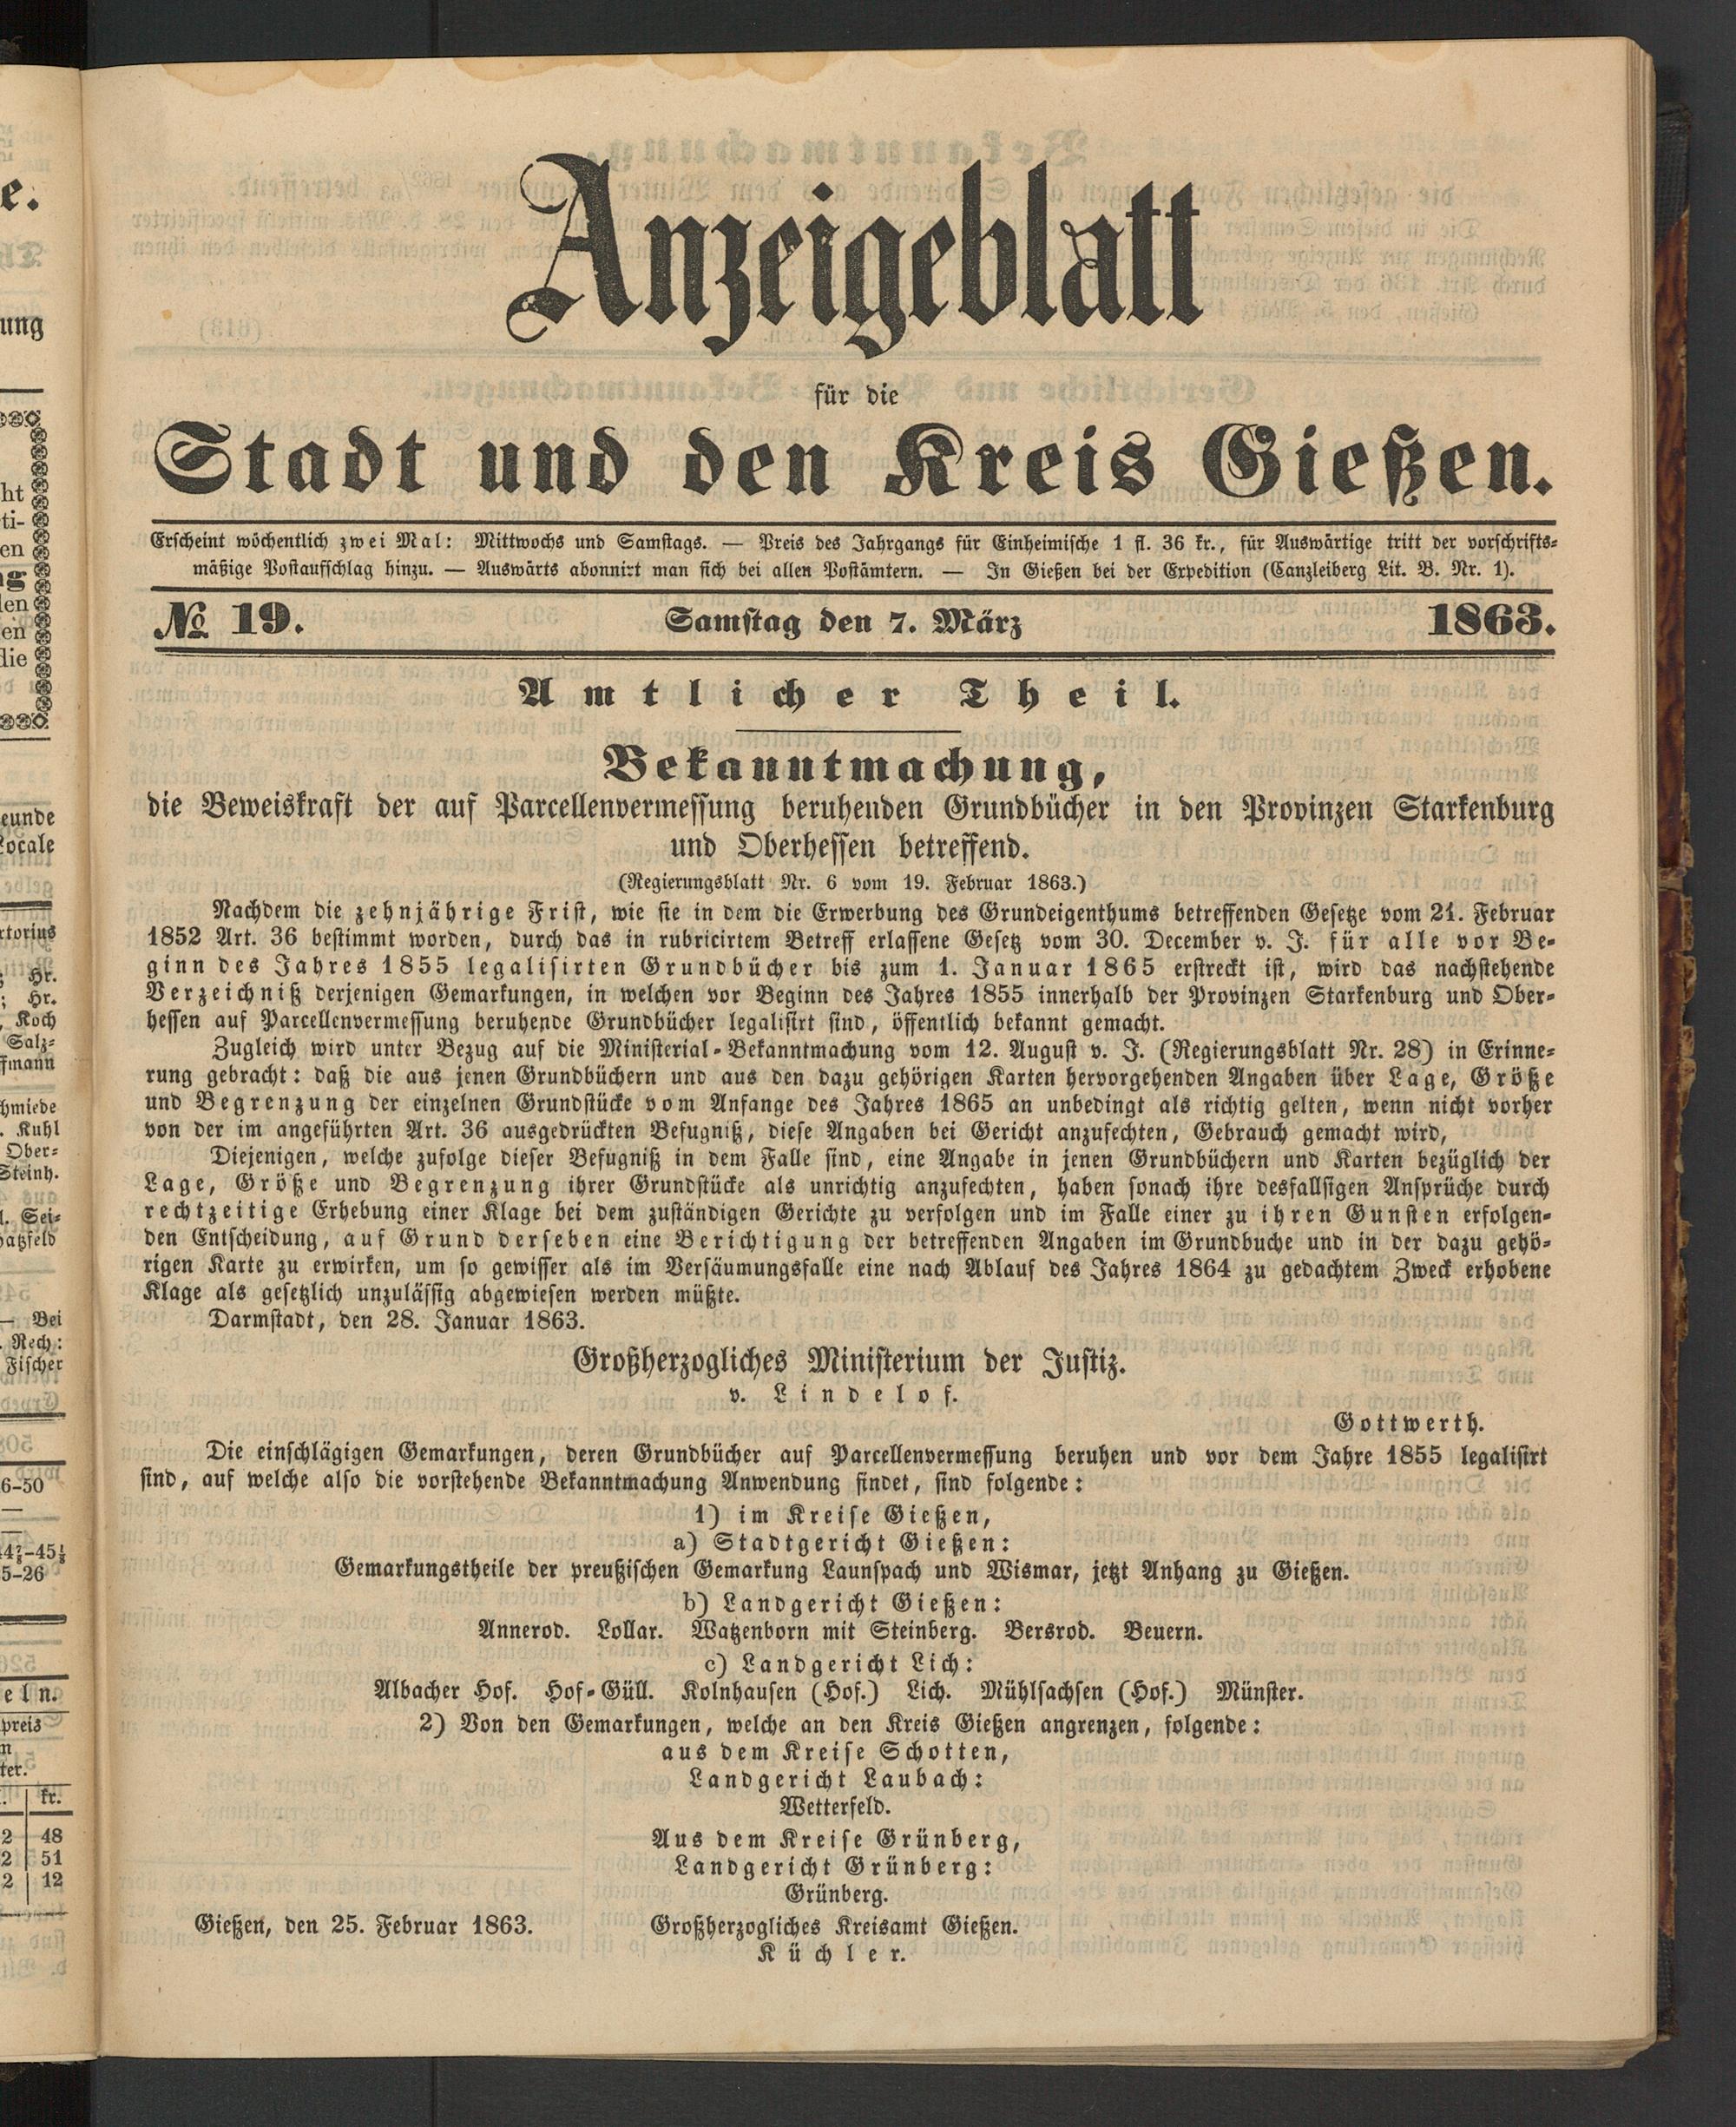 Anzeigeblatt
für die
Stadt und den Kreis Gießen.
Erscheint wöchentlich zwei Mal: Mittwochs und Samstags. — Preis des Jahrgangs für Einheimische 1 fl. 36 kr., für Auswärtige tritt der vorschrifts-
mäßige Postaufschlag hinzu. — Auswärts abonnirt man sich bei allen Postämtern. — In Gießen bei der Expedition (Canzleiberg Lit. B. Nr. 1).
№ 19. Samstag den 7. März 1863.
Amtlicher Theil.
Bekanntmachung,
die Beweiskraft der auf Parcellenvermessung beruhenden Grundbücher in den Provinzen Starkenburg
und Oberhessen betreffend.
(Regierungsblatt Nr. 6 vom 19. Februar 1863.)
Nachdem die zehnjährige Frist, wie sie in dem die Erwerbung des Grundeigenthums betreffenden Gesetze vom 21. Februar
1852 Art. 36 bestimmt worden, durch das in rubricirtem Betreff erlassene Gesetz vom 30. December v. J. für alle vor Be-
ginn des Jahres 1855 legalisirten Grundbücher bis zum 1. Januar 1865 erstreckt ist, wird das nachstehende
Verzeichniß derjenigen Gemarkungen, in welchen vor Beginn des Jahres 1855 innerhalb der Provinzen Starkenburg und Ober-
hessen auf Parcellenvermessung beruhende Grundbücher legalisirt sind, öffentlich bekannt gemacht.
Zugleich wird unter Bezug auf die Ministerial-Bekanntmachung vom 12. August v. J. (Regierungsblatt Nr. 28) in Erinne-
rung gebracht: daß die aus jenen Grundbüchern und aus den dazu gehörigen Karten hervorgehenden Angaben über Lage, Größe
und Begrenzung der einzelnen Grundstücke vom Anfange des Jahres 1865 an unbedingt als richtig gelten, wenn nicht vorher
von der im angeführten Art. 36 ausgedrückten Befugniß, diese Angaben bei Gericht anzufechten, Gebrauch gemacht wird,
Diejenigen, welche zufolge dieser Befugniß in dem Falle sind, eine Angabe in jenen Grundbüchern und Karten bezüglich der
Lage, Größe und Begrenzung ihrer Grundstücke als unrichtig anzufechten, haben sonach ihre desfallsigen Ansprüche durch
rechtzeitige Erhebung einer Klage bei dem zuständigen Gerichte zu verfolgen und im Falle einer zu ihren Gunsten erfolgen-
den Entscheidung, auf Grund derseben eine Berichtigung der betreffenden Angaben im Grundbuche und in der dazu gehö-
rigen Karte zu erwirken, um so gewisser als im Versäumungsfalle eine nach Ablauf des Jahres 1864 zu gedachtem Zweck erhobene
Klage als gesetzlich unzulässig abgewiesen werden müßte.
Darmstadt, den 28. Januar 1863.
Großherzogliches Ministerium der Justiz.
v. Lindelof.
Gottwerth.
Die einschlägigen Gemarkungen, deren Grundbücher auf Parcellenvermessung beruhen und vor dem Jahre 1855 legalisirt
sind, auf welche also die vorstehende Bekanntmachung Anwendung findet, sind folgende:
1) im Kreise Gießen,
a) Stadtgericht Gießen:
Gemarkungstheile der preußischen Gemarkung Launspach und Wismar, jetzt Anhang zu Gießen.
b) Landgericht Gießen:
Annerod. Lollar. Watzenborn mit Steinberg. Bersrod. Beuern.
c) Landgericht Lich:
Albacher Hof. Hof-Güll. Kolnhausen (Hof.) Lich. Mühlsachsen (Hof.) Münster.
2) Von den Gemarkungen, welche an den Kreis Gießen angrenzen, folgende:
aus dem Kreise Schotten,
Landgericht Laubach:
Wetterfeld.
Aus dem Kreise Grünberg,
Landgericht Grünberg:
Grünberg.
Gießen, den 25. Februar 1863. Großherzogliches Kreisamt Gießen.
Küchler.